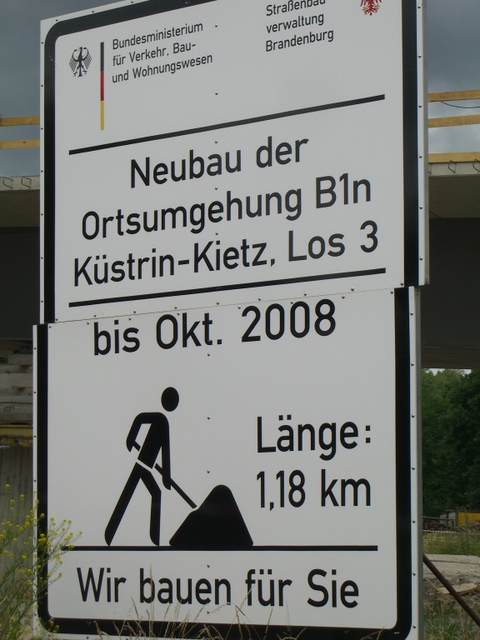 Bundesministerium
für Verkehr, Bau-
und Wohnungswesen
Straßenbau
verwaltung
Brandenburg
Neubau der
Ortsumgehung B1n
Küstrin-Kietz, Los 3
bis Okt. 2008
Länge:
1,18 km
Wir bauen für Sie